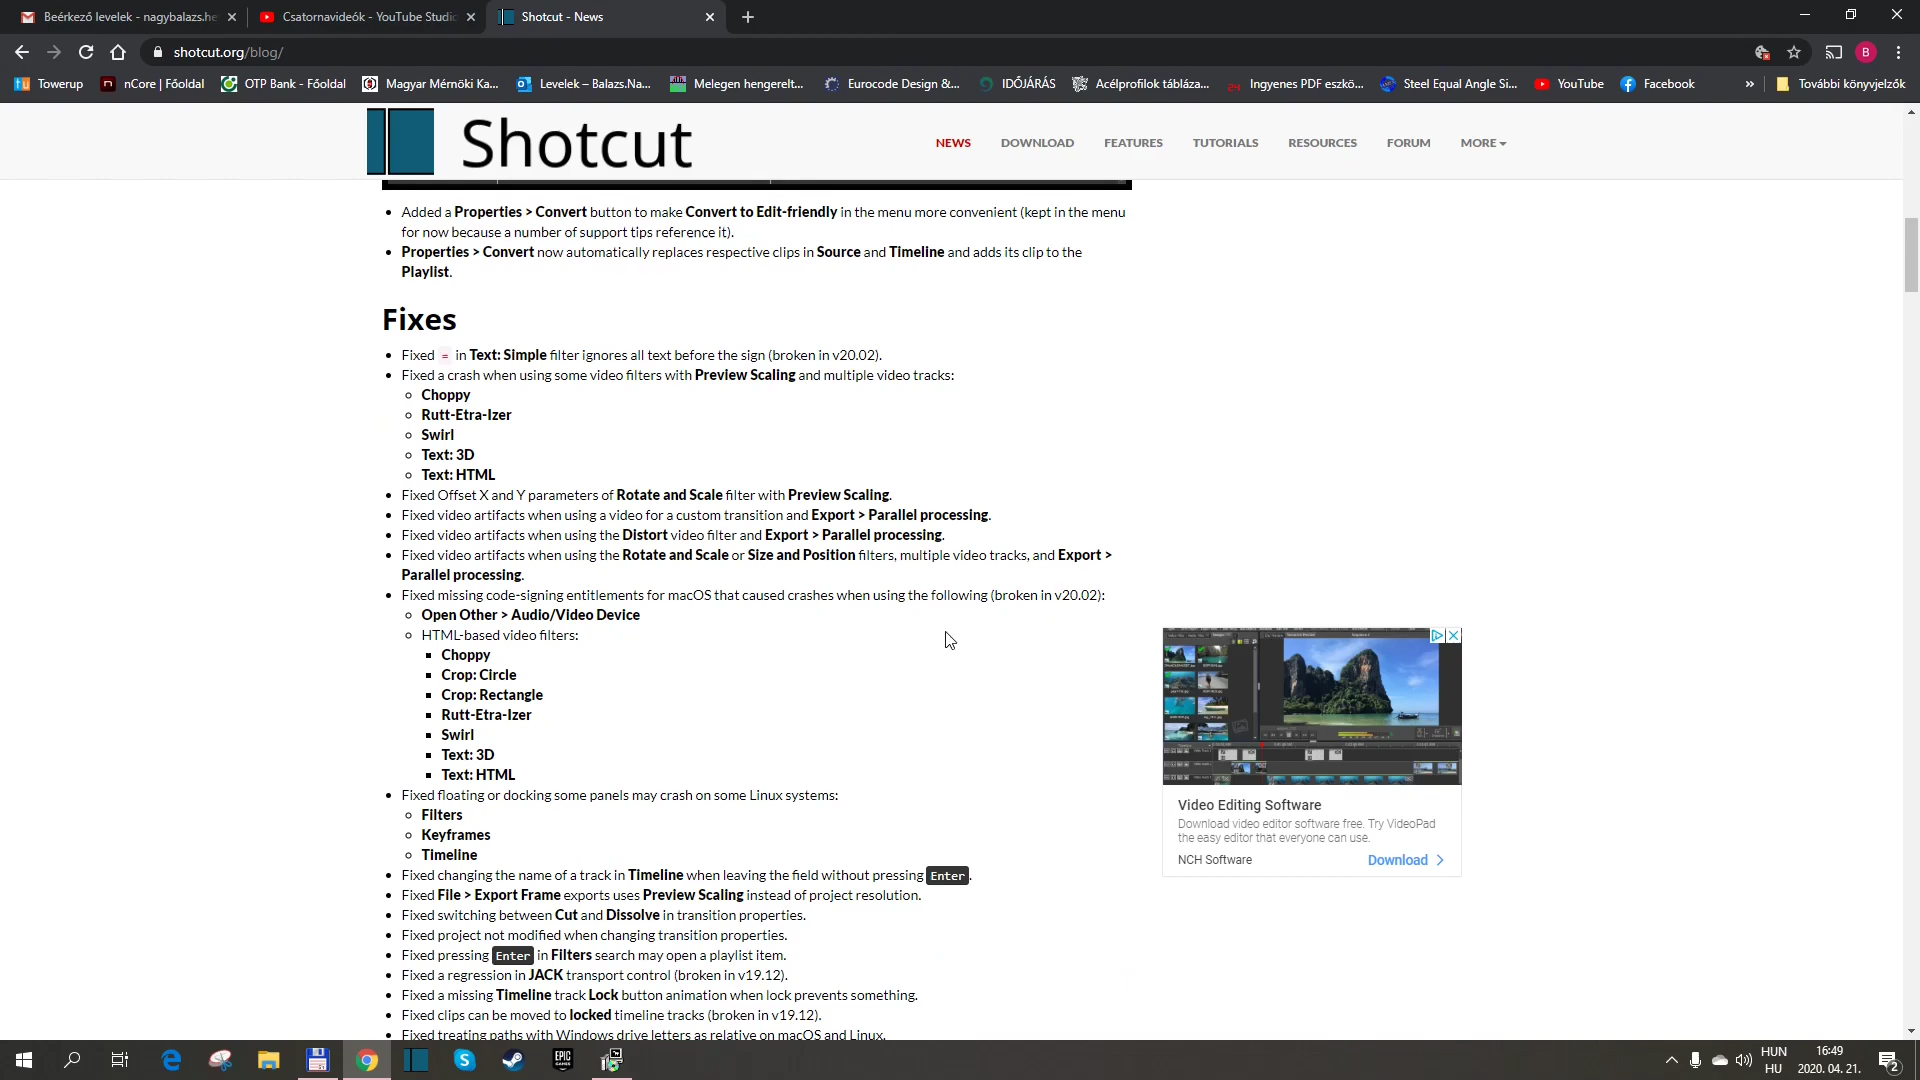 Beérkező levelek - nagybalazs.he
Csatornavideók - YouTube Studio
Shotcut - News
shotcut.org/blog/
B
Towerup
nCore | Főoldal
OTP Bank - Főoldal
Magyar Mérnöki Ka...
Levelek – Balazs.Na...
Melegen hengerelt...
Eurocode Design &...
IDŐJÁRÁS
Acélprofilok tábláza...
Ingyenes PDF eszkö...
Steel Equal Angle Si...
YouTube
Facebook
»
További könyvjelzők
Shotcut
NEWS
DOWNLOAD
FEATURES
TUTORIALS
RESOURCES
FORUM
MORE
Added a Properties > Convert button to make Convert to Edit-friendly in the menu more convenient (kept in the menu
for now because a number of support tips reference it).
Properties > Convert now automatically replaces respective clips in Source and Timeline and adds its clip to the
Playlist.
Fixes
Fixed = in Text: Simple filter ignores all text before the sign (broken in v20.02).
Fixed a crash when using some video filters with Preview Scaling and multiple video tracks:
Choppy
Rutt-Etra-Izer
Swirl
Text: 3D
Text: HTML
Fixed Offset X and Y parameters of Rotate and Scale filter with Preview Scaling.
Fixed video artifacts when using a video for a custom transition and Export > Parallel processing.
Fixed video artifacts when using the Distort video filter and Export > Parallel processing.
Fixed video artifacts when using the Rotate and Scale or Size and Position filters, multiple video tracks, and Export >
Parallel processing.
Fixed missing code-signing entitlements for macOS that caused crashes when using the following (broken in v20.02):
Open Other > Audio/Video Device
HTML-based video filters:
Choppy
Crop: Circle
Crop: Rectangle
Rutt-Etra-Izer
Swirl
Text: 3D
Text: HTML
Fixed floating or docking some panels may crash on some Linux systems:
Filters
Keyframes
Timeline
Fixed changing the name of a track in Timeline when leaving the field without pressing Enter.
Fixed File > Export Frame exports uses Preview Scaling instead of project resolution.
Fixed switching between Cut and Dissolve in transition properties.
Fixed project not modified when changing transition properties.
Fixed pressing Enter in Filters search may open a playlist item.
Fixed a regression in JACK transport control (broken in v19.12).
Fixed a missing Timeline track Lock button animation when lock prevents something.
Fixed clips can be moved to locked timeline tracks (broken in v19.12).
Fixed treating paths with Windows drive letters as relative on macOS and Linux.
Video Editing Software
Download video editor software free. Try VideoPad
the easy editor that everyone can use.
NCH Software
Download
EPIC GAMES
HUN
HU
16:49
2020. 04. 21.
2